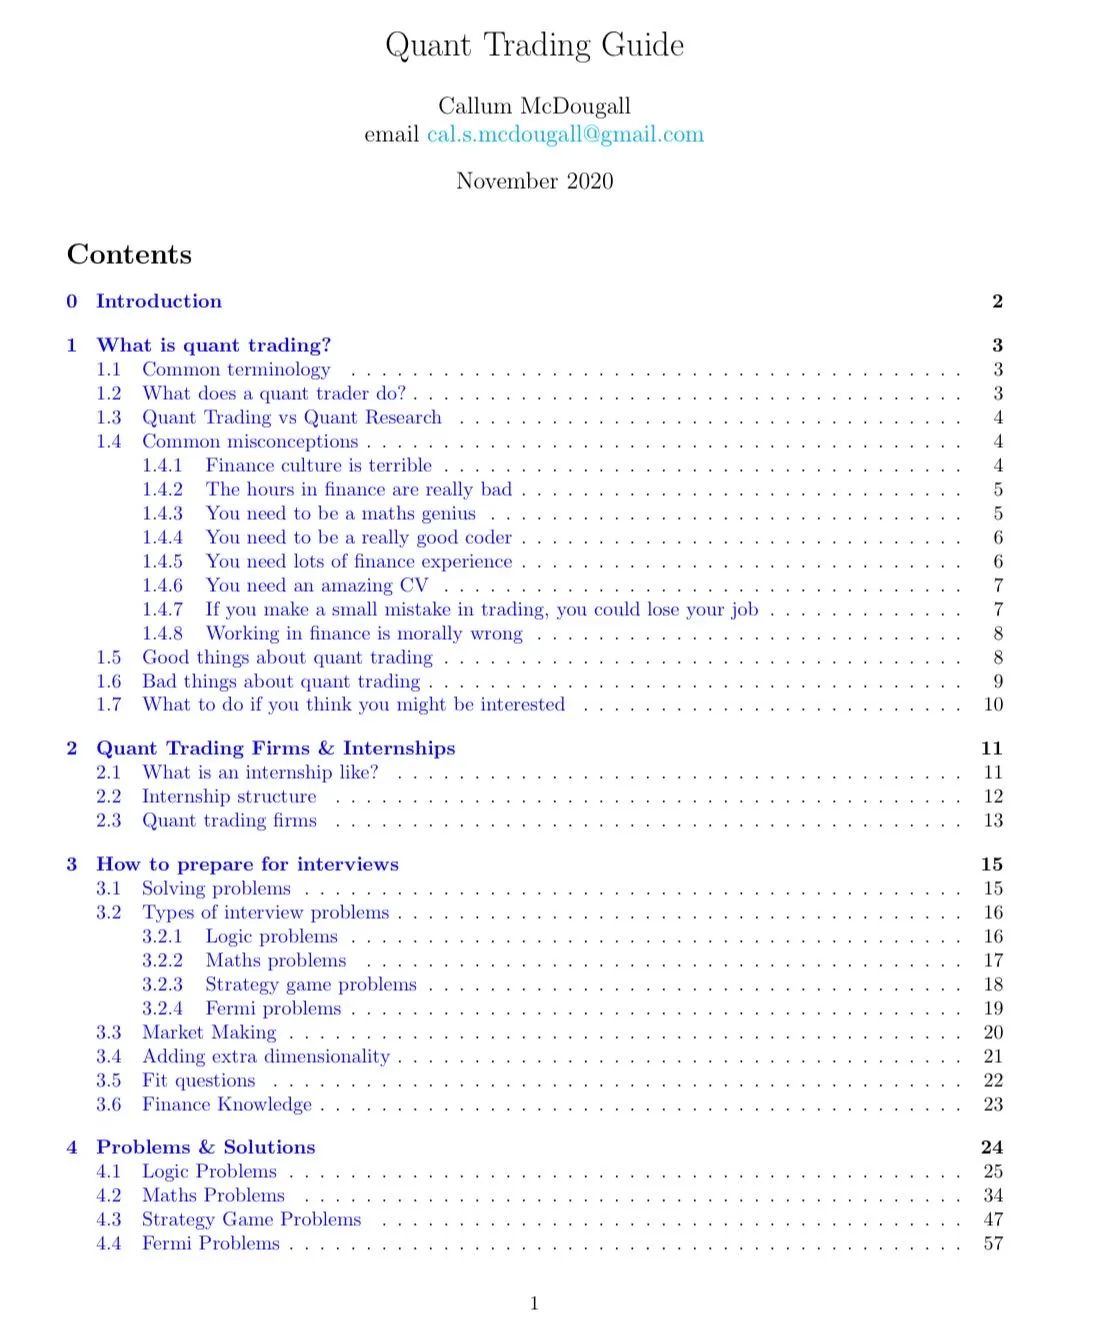 Quant Trading Guide
Callum McDougall
email cal.s.mcdougall@gmail.com
November 2020
Contents
0 Introduction 2
1 What is quant trading? 3
1.1 Common terminology . . . . . . . . . . . . . . . . . . . . . . . . . . . . . . . . . . . . . . . . 3
1.2 What does a quant trader do? . . . . . . . . . . . . . . . . . . . . . . . . . . . . . . . . . . . . 3
1.3 Quant Trading vs Quant Research . . . . . . . . . . . . . . . . . . . . . . . . . . . . . . . . . 4
1.4 Common misconceptions . . . . . . . . . . . . . . . . . . . . . . . . . . . . . . . . . . . . . . . 4
1.4.1 Finance culture is terrible . . . . . . . . . . . . . . . . . . . . . . . . . . . . . . . . . . 4
1.4.2 The hours in finance are really bad . . . . . . . . . . . . . . . . . . . . . . . . . . . . . 5
1.4.3 You need to be a maths genius . . . . . . . . . . . . . . . . . . . . . . . . . . . . . . . 5
1.4.4 You need to be a really good coder . . . . . . . . . . . . . . . . . . . . . . . . . . . . . 6
1.4.5 You need lots of finance experience . . . . . . . . . . . . . . . . . . . . . . . . . . . . . 6
1.4.6 You need an amazing CV . . . . . . . . . . . . . . . . . . . . . . . . . . . . . . . . . . 7
1.4.7 If you make a small mistake in trading, you could lose your job . . . . . . . . . . . . . 7
1.4.8 Working in finance is morally wrong . . . . . . . . . . . . . . . . . . . . . . . . . . . . 8
1.5 Good things about quant trading . . . . . . . . . . . . . . . . . . . . . . . . . . . . . . . . . . 8
1.6 Bad things about quant trading . . . . . . . . . . . . . . . . . . . . . . . . . . . . . . . . . . . 9
1.7 What to do if you think you might be interested . . . . . . . . . . . . . . . . . . . . . . . . . 10
2 Quant Trading Firms & Internships 11
2.1 What is an internship like? . . . . . . . . . . . . . . . . . . . . . . . . . . . . . . . . . . . . . 11
2.2 Internship structure . . . . . . . . . . . . . . . . . . . . . . . . . . . . . . . . . . . . . . . . . 12
2.3 Quant trading firms . . . . . . . . . . . . . . . . . . . . . . . . . . . . . . . . . . . . . . . . . 13
3 How to prepare for interviews 15
3.1 Solving problems . . . . . . . . . . . . . . . . . . . . . . . . . . . . . . . . . . . . . . . . . . . 15
3.2 Types of interview problems . . . . . . . . . . . . . . . . . . . . . . . . . . . . . . . . . . . . . 16
3.2.1 Logic problems . . . . . . . . . . . . . . . . . . . . . . . . . . . . . . . . . . . . . . . . 16
3.2.2 Maths problems . . . . . . . . . . . . . . . . . . . . . . . . . . . . . . . . . . . . . . . 17
3.2.3 Strategy game problems . . . . . . . . . . . . . . . . . . . . . . . . . . . . . . . . . . . 18
3.2.4 Fermi problems . . . . . . . . . . . . . . . . . . . . . . . . . . . . . . . . . . . . . . . . 19
3.3 Market Making . . . . . . . . . . . . . . . . . . . . . . . . . . . . . . . . . . . . . . . . . . . . 20
3.4 Adding extra dimensionality . . . . . . . . . . . . . . . . . . . . . . . . . . . . . . . . . . . . . 21
3.5 Fit questions . . . . . . . . . . . . . . . . . . . . . . . . . . . . . . . . . . . . . . . . . . . . . 22
3.6 Finance Knowledge . . . . . . . . . . . . . . . . . . . . . . . . . . . . . . . . . . . . . . . . . . 23
4 Problems & Solutions 24
4.1 Logic Problems . . . . . . . . . . . . . . . . . . . . . . . . . . . . . . . . . . . . . . . . . . . . 25
4.2 Maths Problems . . . . . . . . . . . . . . . . . . . . . . . . . . . . . . . . . . . . . . . . . . . 34
4.3 Strategy Game Problems . . . . . . . . . . . . . . . . . . . . . . . . . . . . . . . . . . . . . . 47
4.4 Fermi Problems . . . . . . . . . . . . . . . . . . . . . . . . . . . . . . . . . . . . . . . . . . . . 57
1